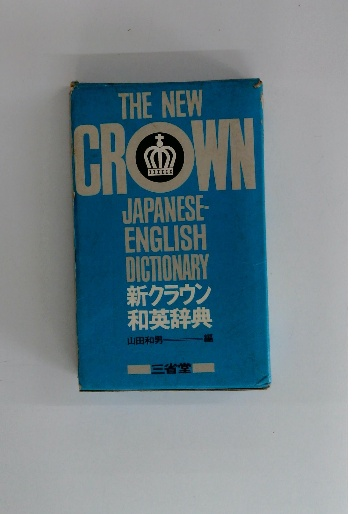 THE NEW
CROWN
JAPANESE-
ENGLISH
DICTIONARY
新クラウン
和英辞典
山田和男――編
三省堂